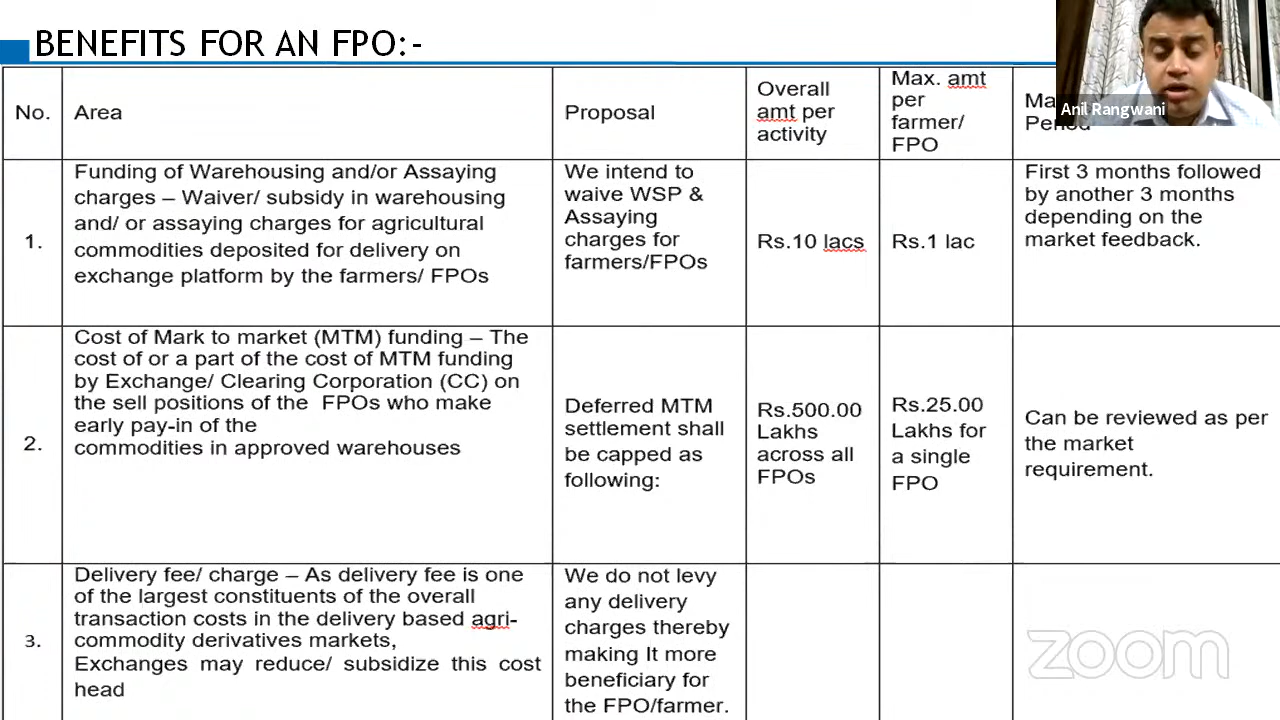 BENEFITS FOR AN FPO:-
No.
Area
Proposal
Overall
amt per
activity
Max. amt
per
farmer/
FPO
Period
Anil Rangwani
1.
Funding of Warehousing and/or Assaying
charges – Waiver/ subsidy in warehousing
and/ or assaying charges for agricultural
commodities deposited for delivery on
exchange platform by the farmers/ FPOs
We intend to
waive WSP &
Assaying
charges for
farmers/FPOs
Rs.10 lacs
Rs.1 lac
First 3 months followed
by another 3 months
depending on the
market feedback.
2.
Cost of Mark to market (MTM) funding – The
cost of or a part of the cost of MTM funding
by Exchange/ Clearing Corporation (CC) on
the sell positions of the FPOs who make
early pay-in of the
commodities in approved warehouses
Deferred MTM
settlement shall
be capped as
following:
Rs.500.00
Lakhs
across all
FPOs
Rs.25.00
Lakhs for
a single
FPO
Can be reviewed as per
the market
requirement.
3.
Delivery fee/ charge – As delivery fee is one
of the largest constituents of the overall
transaction costs in the delivery based agri-
commodity derivatives markets,
Exchanges may reduce/ subsidize this cost
head
We do not levy
any delivery
charges thereby
making It more
beneficiary for
the FPO/farmer.
zoom